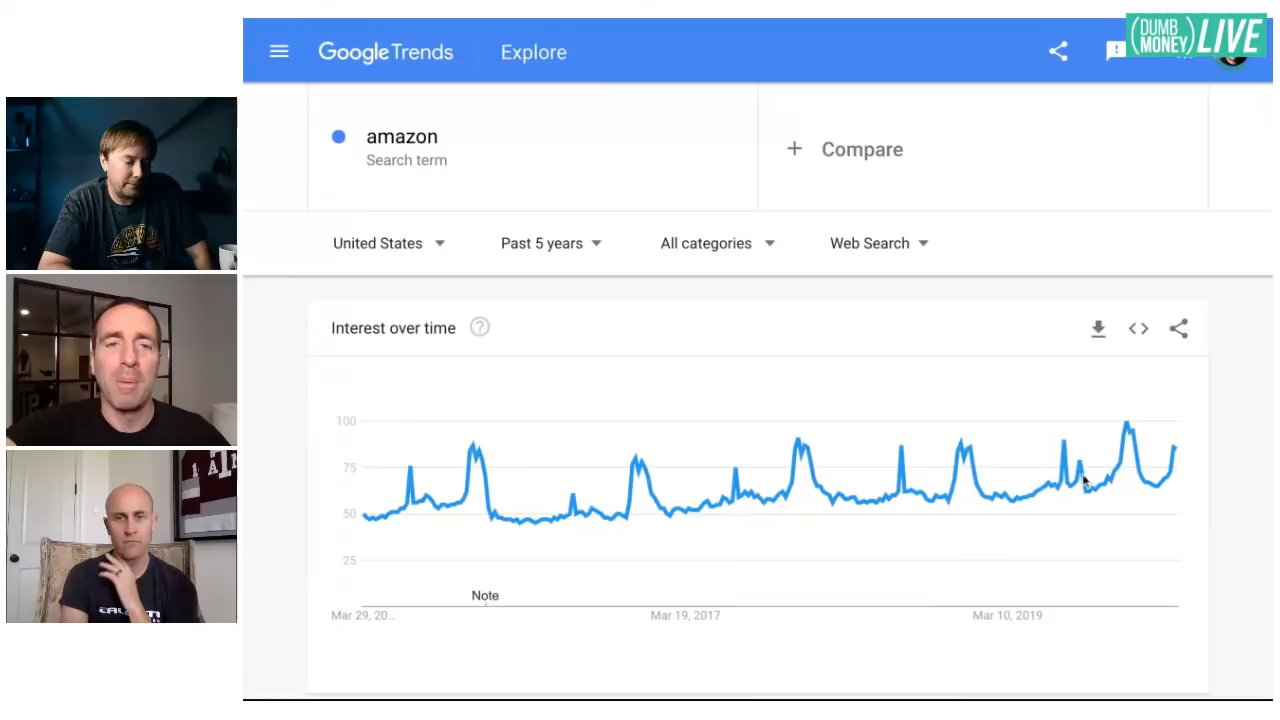 (DUMB MONEY) LIVE
Google Trends
Explore
amazon
Search term
+ Compare
United States
Past 5 years
All categories
Web Search
Interest over time
100
75
50
25
Note
Mar 29, 20...
Mar 19, 2017
Mar 10, 2019